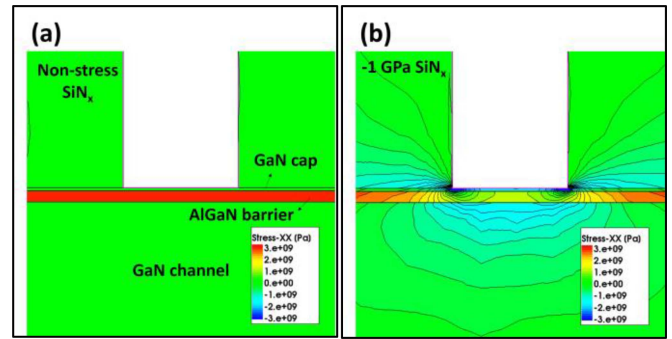 (a)
Non-stress
SiNx
GaN cap
AlGaN barrier
GaN channel
Stress-XX (Pa)
3.e+09
2.e+09
1.e+09
0.e+00
-1.e+09
-2.e+09
-3.e+09
(b)
-1 GPa SiNx
Stress-XX (Pa)
3.e+09
2.e+09
1.e+09
0.e+00
-1.e+09
-2.e+09
-3.e+09